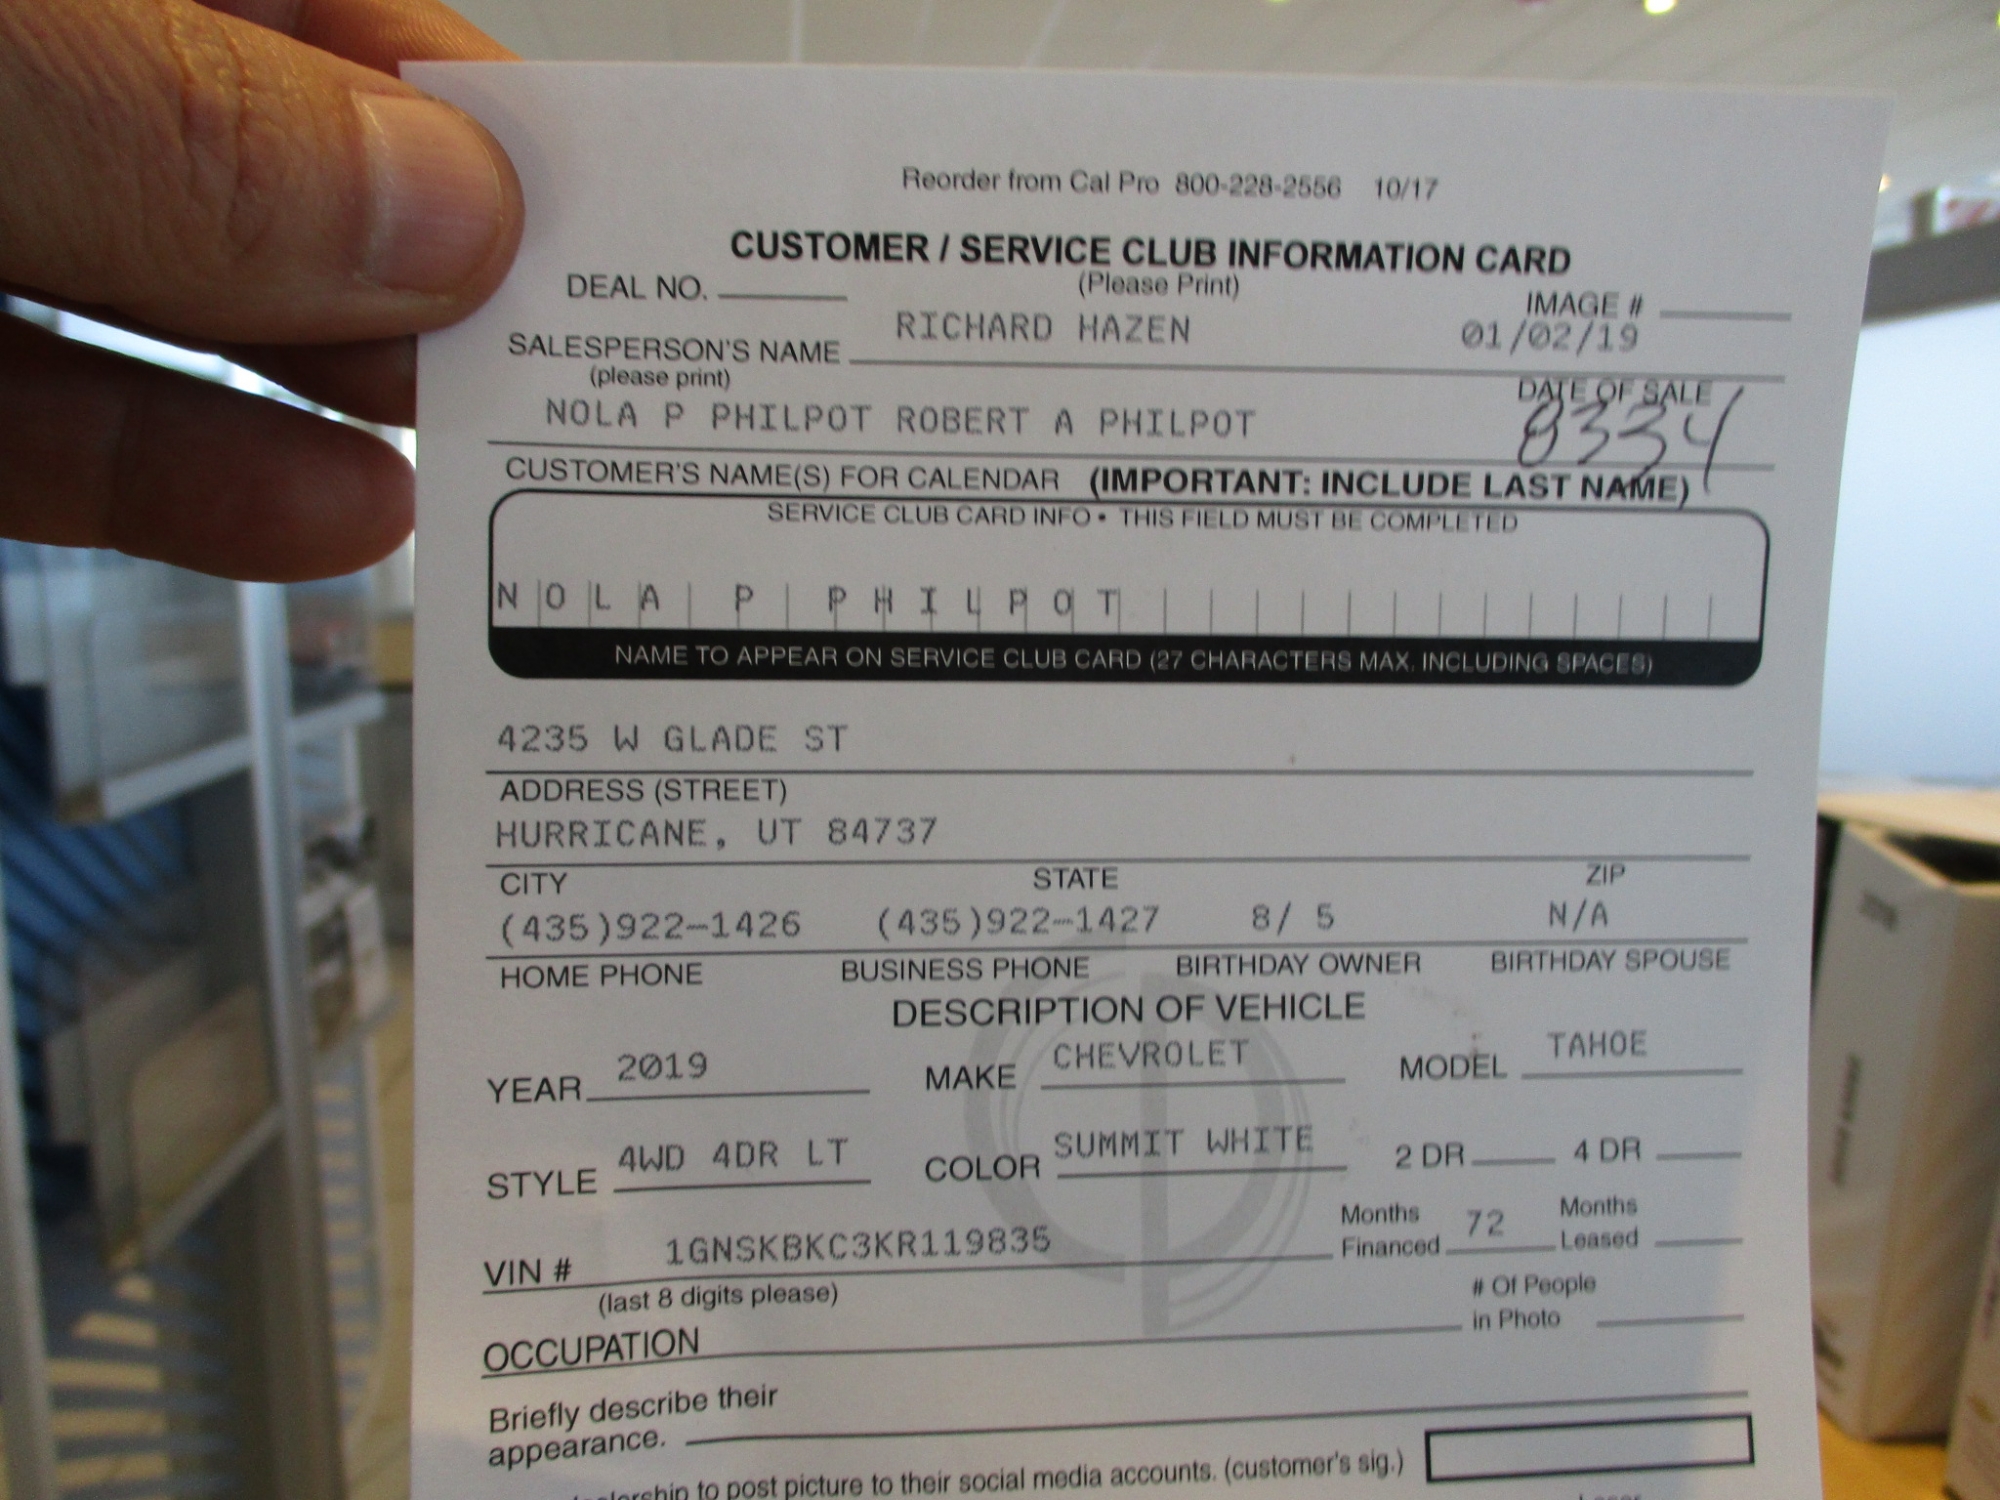 Reorder from Cal Pro 800-228-2556 10/17
CUSTOMER / SERVICE CLUB INFORMATION CARD
DEAL NO. (Please Print) IMAGE #
SALESPERSON'S NAME RICHARD HAZEN 01/02/19
(please print) DATE OF SALE
NOLA P PHILPOT ROBERT A PHILPOT 8334
CUSTOMER'S NAME(S) FOR CALENDAR (IMPORTANT: INCLUDE LAST NAME)
SERVICE CLUB CARD INFO • THIS FIELD MUST BE COMPLETED
NOLA P PHILPOT
NAME TO APPEAR ON SERVICE CLUB CARD (27 CHARACTERS MAX. INCLUDING SPACES)
4235 W GLADE ST
ADDRESS (STREET)
HURRICANE, UT 84737
CITY STATE ZIP
(435)922-1426 (435)922-1427 8/ 5 N/A
HOME PHONE BUSINESS PHONE BIRTHDAY OWNER BIRTHDAY SPOUSE
DESCRIPTION OF VEHICLE
YEAR 2019 MAKE CHEVROLET MODEL TAHOE
STYLE 4WD 4DR LT COLOR SUMMIT WHITE 2 DR 4 DR
VIN # 1GNSKBKC3KR119835 Months Financed 72 Months Leased
(last 8 digits please) # Of People
OCCUPATION in Photo
Briefly describe their
appearance.
to post picture to their social media accounts. (customer's sig.)